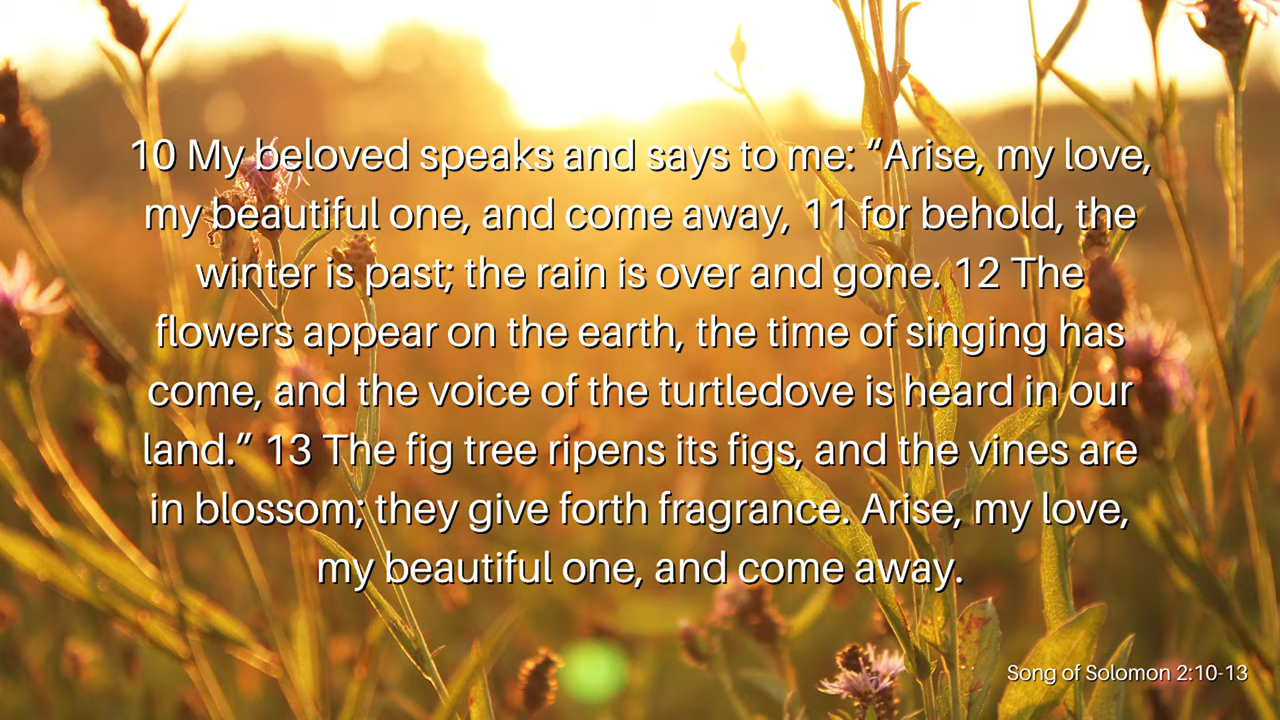 10 My beloved speaks and says to me: “Arise, my love,
my beautiful one, and come away, 11 for behold, the
winter is past; the rain is over and gone. 12 The
flowers appear on the earth, the time of singing has
come, and the voice of the turtledove is heard in our
land.” 13 The fig tree ripens its figs, and the vines are
in blossom; they give forth fragrance. Arise, my love,
my beautiful one, and come away.
Song of Solomon 2:10-13